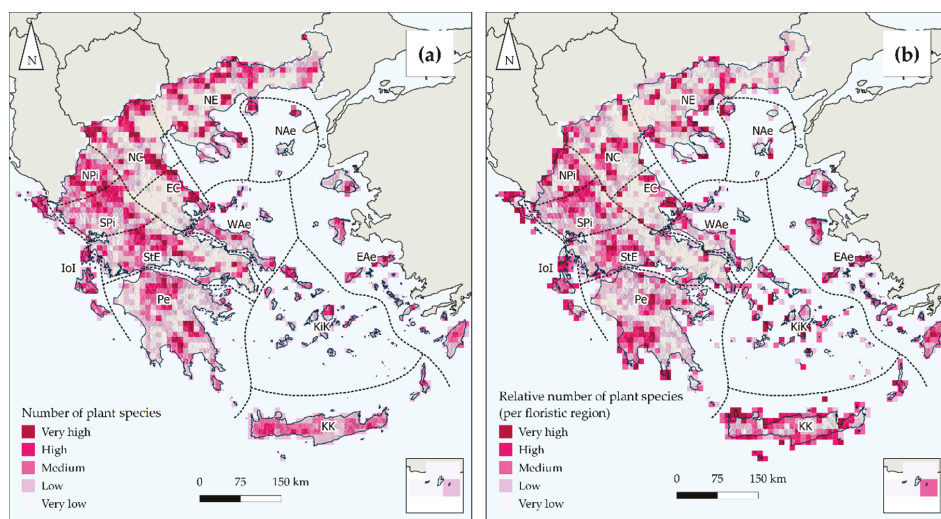 N
(a)
NE
NAe
NC
NPi
EC
SPi
WAe
StE
IoI
EAe
Pe
KiK
KK
Number of plant species
Very high
High
Medium
Low
Very low
0 75 150 km
N
(b)
NE
NAe
NC
NPi
EC
SPi
WAe
StE
IoI
EAe
Pe
KiK
KK
Relative number of plant species
(per floristic region)
Very high
High
Medium
Low
Very low
0 75 150 km